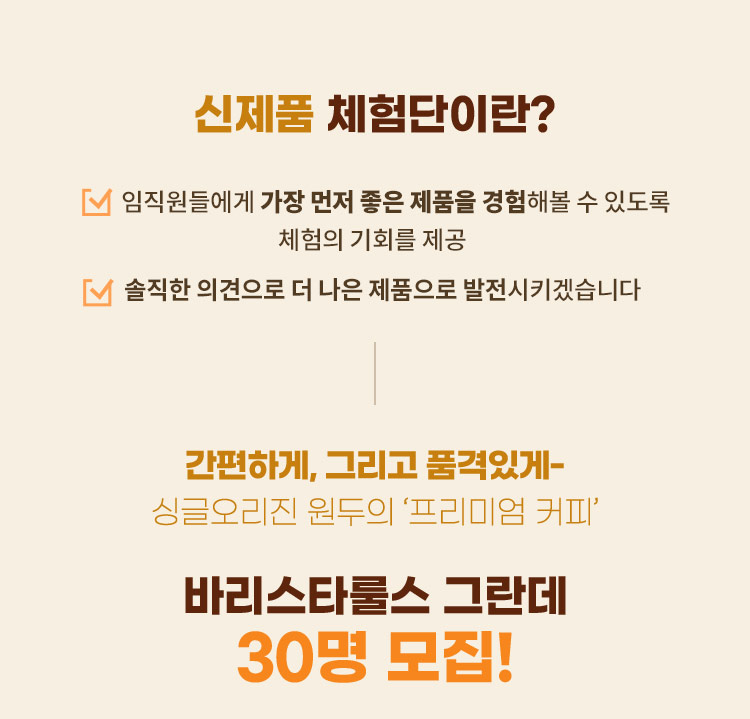 신제품 체험단이란?
임직원들에게 가장 먼저 좋은 제품을 경험해볼 수 있도록
체험의 기회를 제공
솔직한 의견으로 더 나은 제품으로 발전시키겠습니다
간편하게, 그리고 품격있게-
싱글오리진 원두의 ‘프리미엄 커피’
바리스타룰스 그란데
30명 모집!